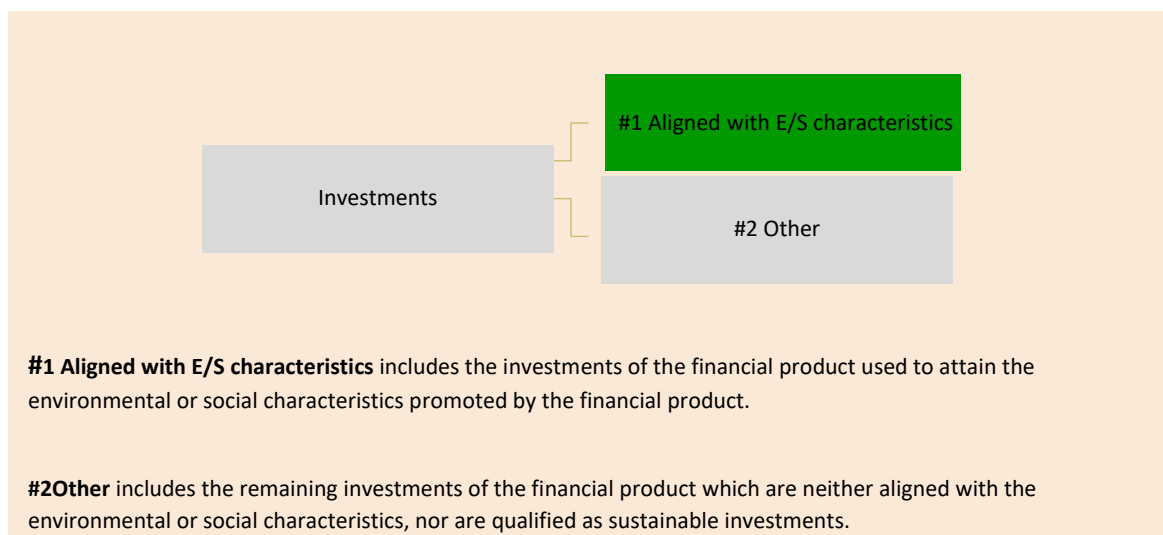 #1 Aligned with E/S characteristics
Investments
#2 Other
#1 Aligned with E/S characteristics includes the investments of the financial product used to attain the
environmental or social characteristics promoted by the financial product.
#2Other includes the remaining investments of the financial product which are neither aligned with the
environmental or social characteristics, nor are qualified as sustainable investments.